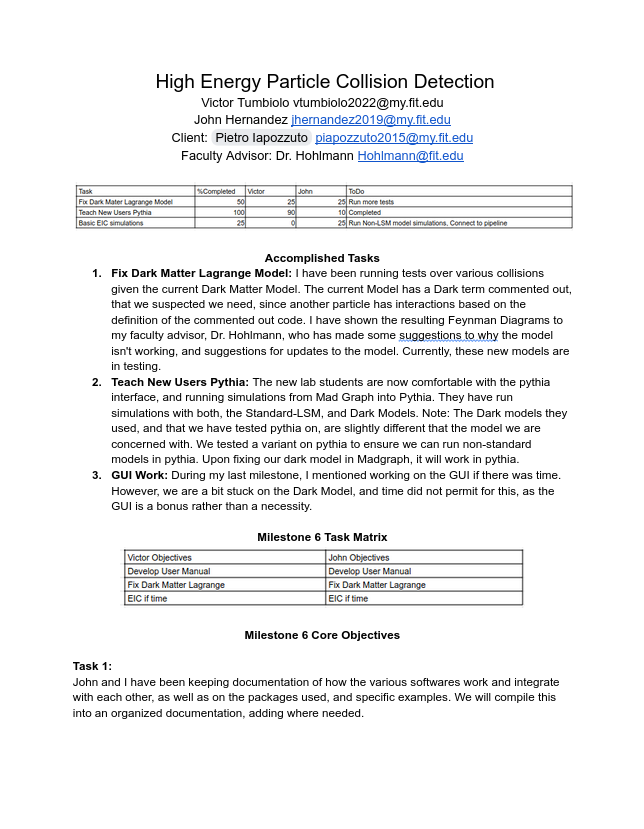 High Energy Particle Collision Detection
Victor Tumbiolo vtumbiolo2022@my.fit.edu
John Hernandez jhernandez2019@my.fit.edu
Client: Pietro Iapozzuto piapozzuto2015@my.fit.edu
Faculty Advisor: Dr. Hohlmann Hohlmann@fit.edu
Task %Completed Victor John ToDo
Fix Dark Mater Lagrange Model 50 25 25 Run more tests
Teach New Users Pythia 100 90 10 Completed
Basic EIC simulations 25 0 25 Run Non-LSM model simulations, Connect to pipeline
Accomplished Tasks
1. Fix Dark Matter Lagrange Model: I have been running tests over various collisions
given the current Dark Matter Model. The current Model has a Dark term commented out,
that we suspected we need, since another particle has interactions based on the
definition of the commented out code. I have shown the resulting Feynman Diagrams to
my faculty advisor, Dr. Hohlmann, who has made some suggestions to why the model
isn't working, and suggestions for updates to the model. Currently, these new models are
in testing.
2. Teach New Users Pythia: The new lab students are now comfortable with the pythia
interface, and running simulations from Mad Graph into Pythia. They have run
simulations with both, the Standard-LSM, and Dark Models. Note: The Dark models they
used, and that we have tested pythia on, are slightly different that the model we are
concerned with. We tested a variant on pythia to ensure we can run non-standard
models in pythia. Upon fixing our dark model in Madgraph, it will work in pythia.
3. GUI Work: During my last milestone, I mentioned working on the GUI if there was time.
However, we are a bit stuck on the Dark Model, and time did not permit for this, as the
GUI is a bonus rather than a necessity.
Milestone 6 Task Matrix
Victor Objectives John Objectives
Develop User Manual Develop User Manual
Fix Dark Matter Lagrange Fix Dark Matter Lagrange
EIC if time EIC if time
Milestone 6 Core Objectives
Task 1:
John and I have been keeping documentation of how the various softwares work and integrate
with each other, as well as on the packages used, and specific examples. We will compile this
into an organized documentation, adding where needed.